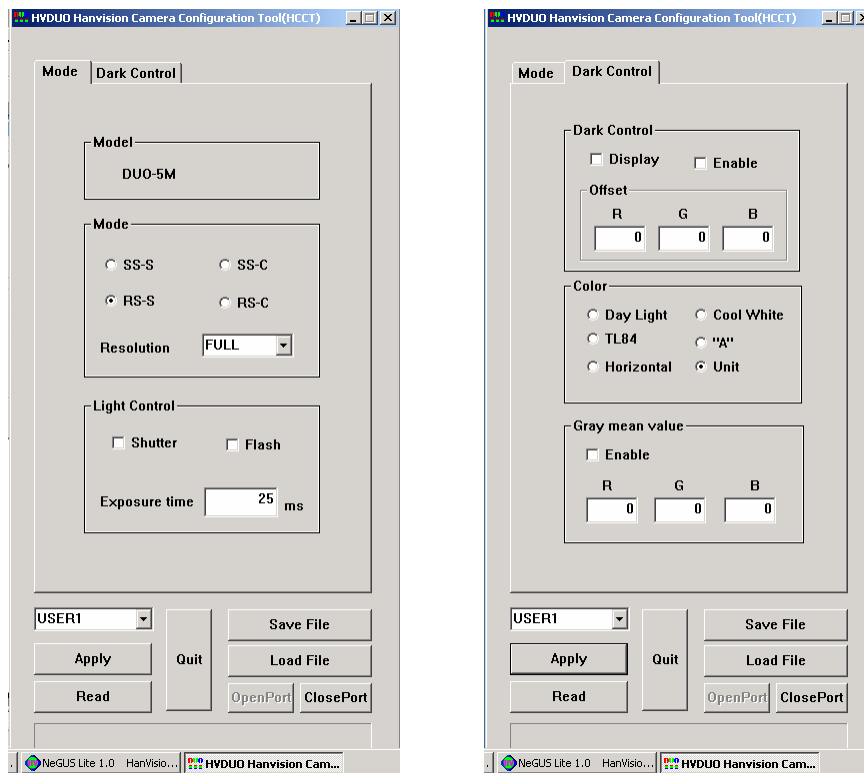 HVDUO Hanvision Camera Configuration Tool(HCCT)
Mode Dark Control
Model
DUO-5M
Mode
SS-S SS-C
RS-S RS-C
Resolution FULL
Light Control
Shutter Flash
Exposure time 25 ms
USER1
Save File
Apply Quit Load File
Read OpenPort ClosePort
NeGUS Lite 1.0 HanVisio... HVDUO Hanvision Cam...
HVDUO Hanvision Camera Configuration Tool(HCCT)
Mode Dark Control
Dark Control
Display Enable
Offset
R G B
0 0 0
Color
Day Light Cool White
TL84 "A"
Horizontal Unit
Gray mean value
Enable
R G B
0 0 0
USER1
Save File
Apply Quit Load File
Read OpenPort ClosePort
NeGUS Lite 1.0 HanVisio... HVDUO Hanvision Cam...